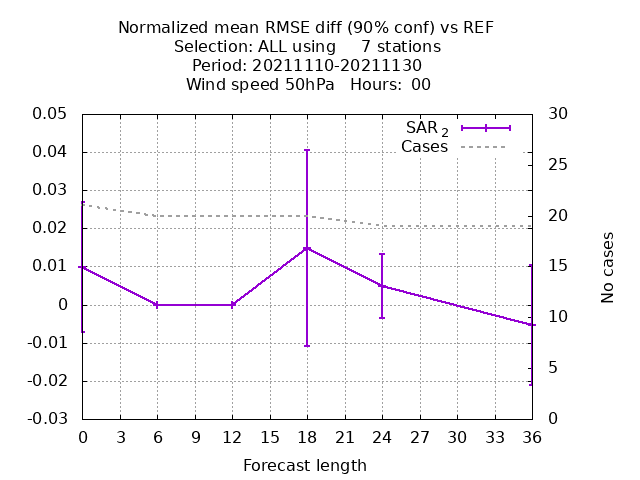 Normalized mean RMSE diff (90% conf) vs REF
Selection: ALL using     7 stations
Period: 20211110-20211130
Wind speed 50hPa   Hours:  00
0.05
0.04
0.03
0.02
0.01
0
-0.01
-0.02
-0.03
SAR 2
Cases
30
25
20
15
10
5
0
No cases
0 3 6 9 12 15 18 21 24 27 30 33 36
Forecast length